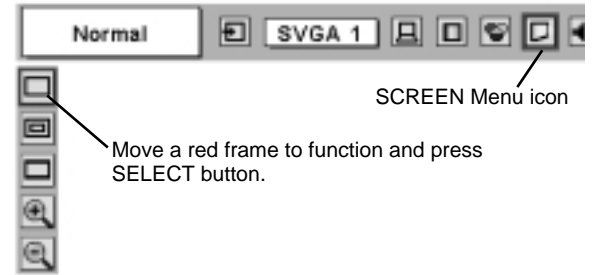 Normal
SVGA 1
SCREEN Menu icon
Move a red frame to function and press
SELECT button.